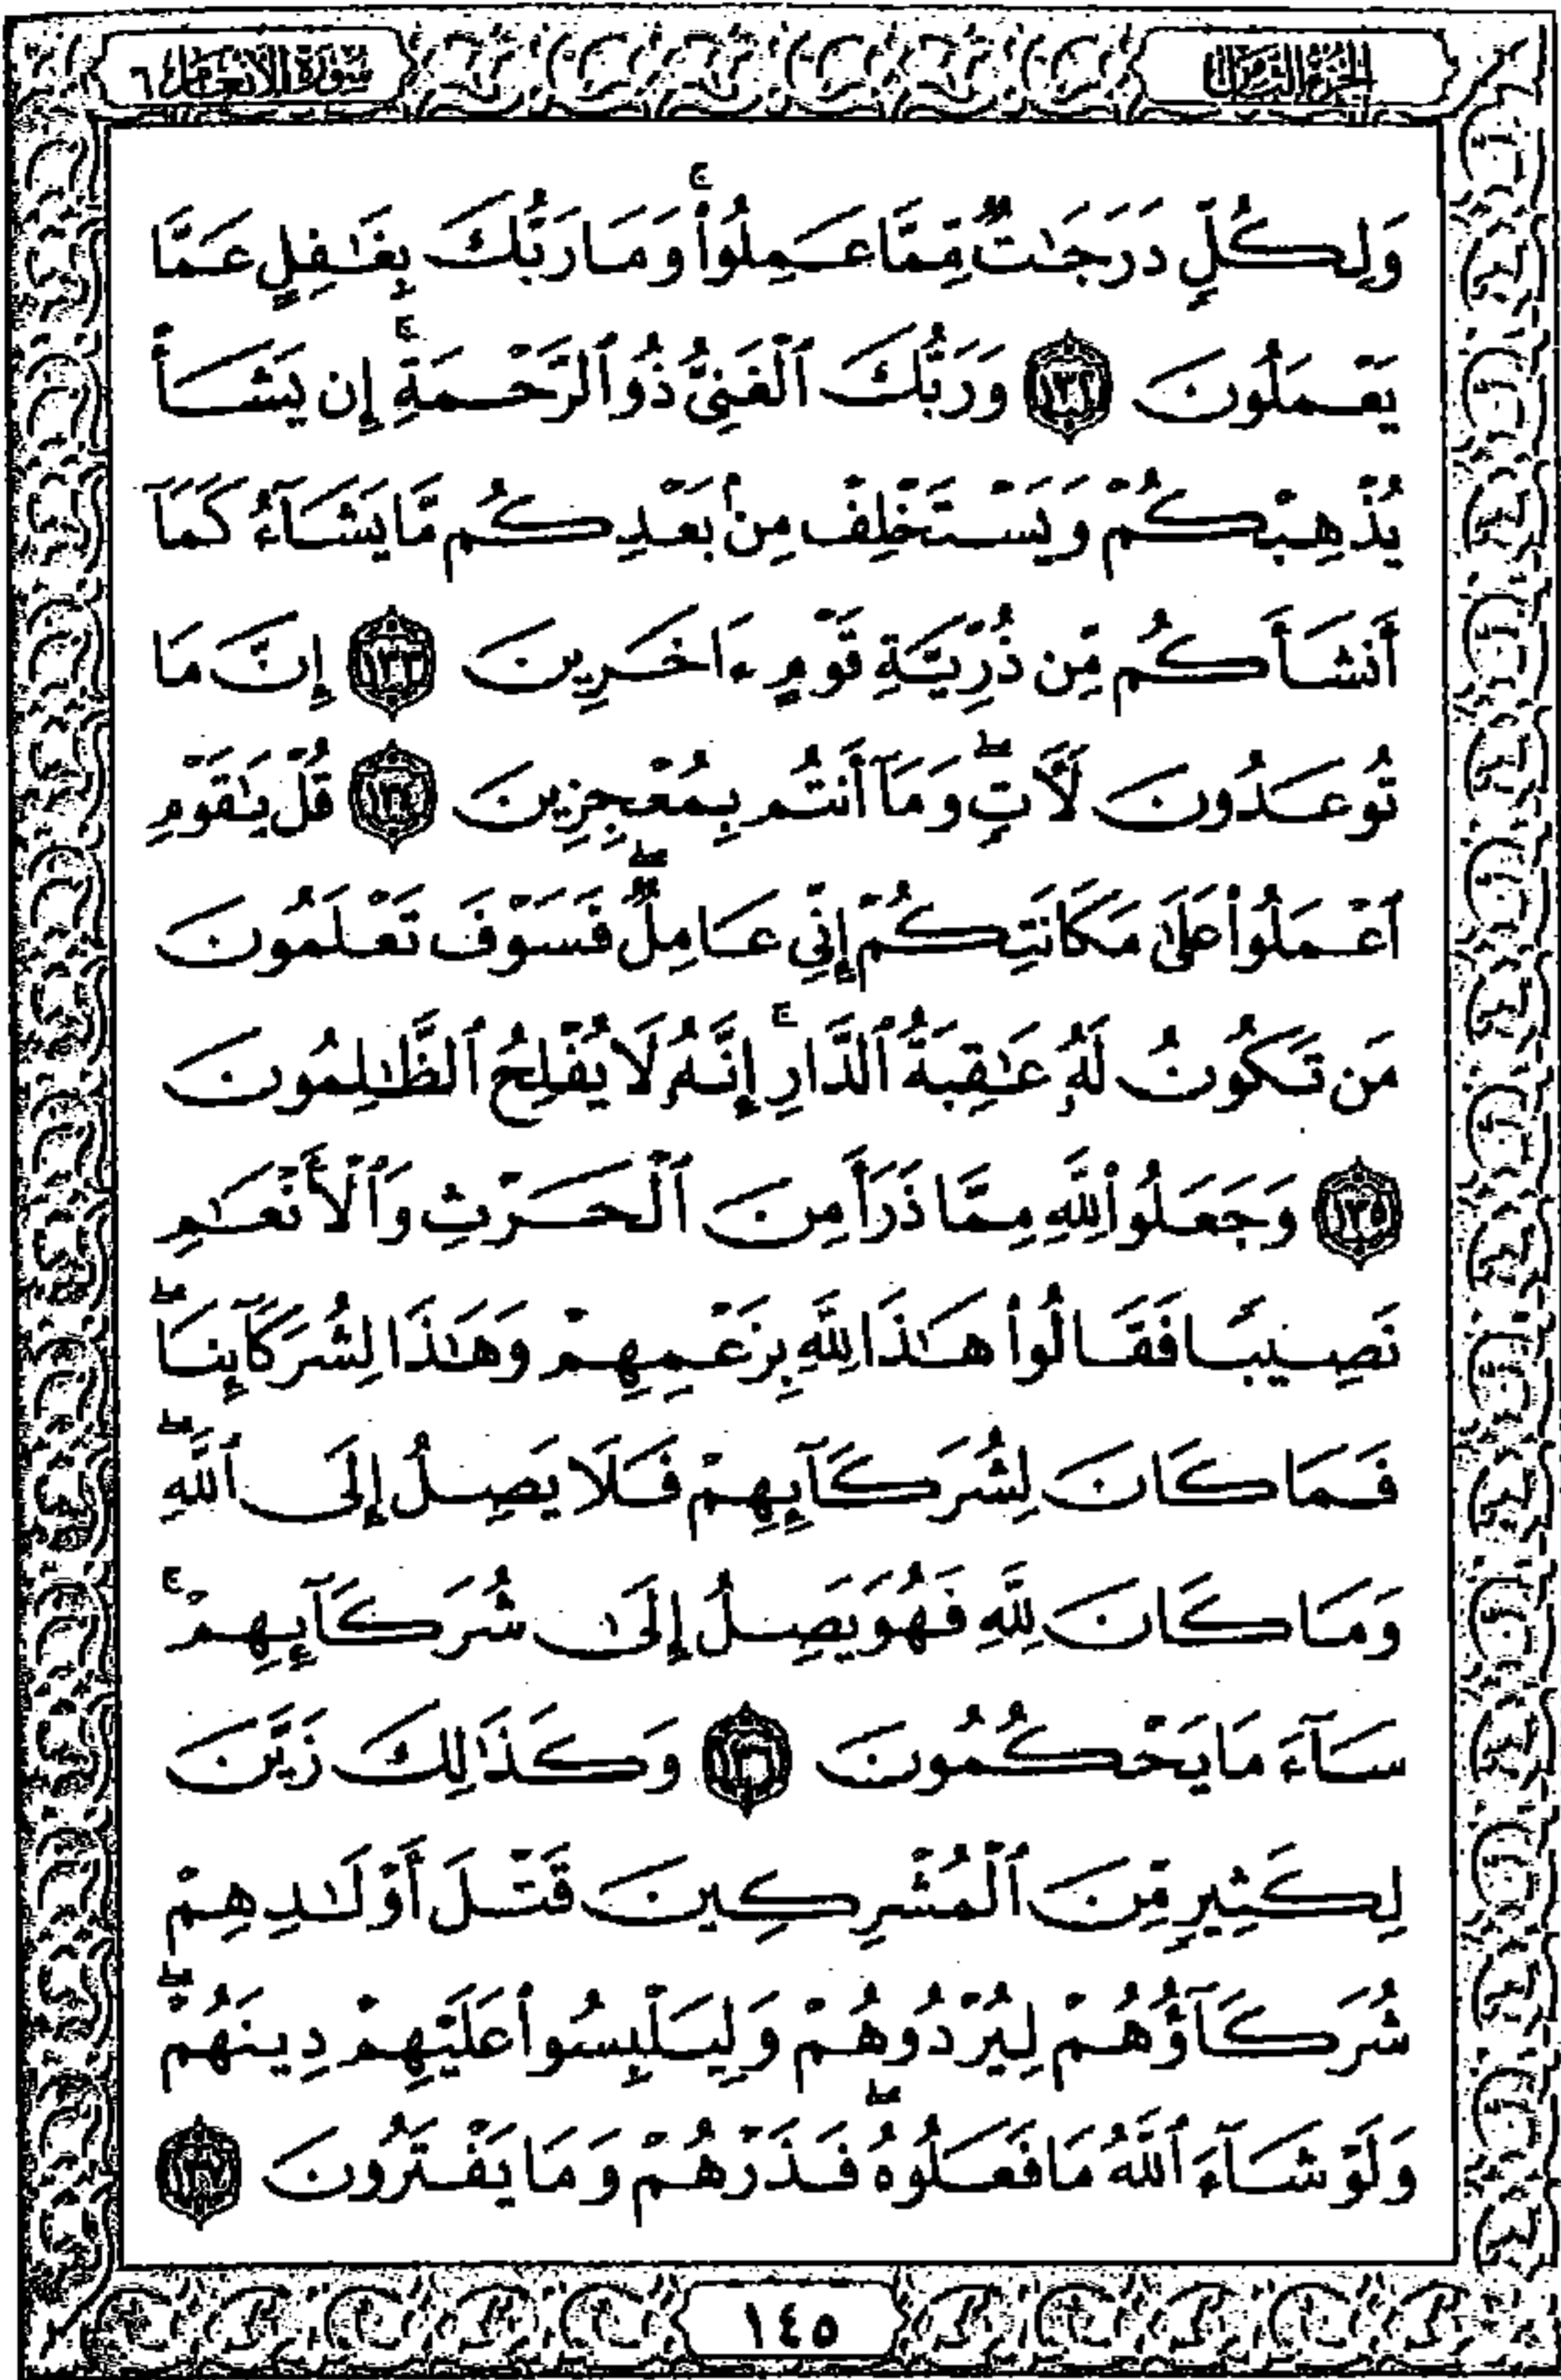 الجزء الثامن
سورة الأنعام ٦
وَلِكُلٍّ دَرَجَٰتٌ مِّمَّا عَمِلُوا۟ ۚ وَمَا رَبُّكَ بِغَٰفِلٍ عَمَّا
يَعْمَلُونَ ١٣٢ وَرَبُّكَ ٱلْغَنِىُّ ذُو ٱلرَّحْمَةِ ۚ إِن يَشَأْ
يُذْهِبْكُمْ وَيَسْتَخْلِفْ مِنۢ بَعْدِكُم مَّا يَشَآءُ كَمَآ
أَنشَأَكُم مِّن ذُرِّيَّةِ قَوْمٍ ءَاخَرِينَ ١٣٣ إِنَّ مَا
تُوعَدُونَ لَءَاتٍ ۖ وَمَآ أَنتُم بِمُعْجِزِينَ ١٣٤ قُلْ يَٰقَوْمِ
ٱعْمَلُوا۟ عَلَىٰ مَكَانَتِكُمْ إِنِّى عَامِلٌ ۖ فَسَوْفَ تَعْلَمُونَ
مَن تَكُونُ لَهُۥ عَٰقِبَةُ ٱلدَّارِ ۚ إِنَّهُۥ لَا يُفْلِحُ ٱلظَّٰلِمُونَ
١٣٥ وَجَعَلُوا۟ لِلَّهِ مِمَّا ذَرَأَ مِنَ ٱلْحَرْثِ وَٱلْأَنْعَٰمِ
نَصِيبًا فَقَالُوا۟ هَٰذَا لِلَّهِ بِزَعْمِهِمْ وَهَٰذَا لِشُرَكَآئِنَا ۖ
فَمَا كَانَ لِشُرَكَآئِهِمْ فَلَا يَصِلُ إِلَى ٱللَّهِ ۖ
وَمَا كَانَ لِلَّهِ فَهُوَ يَصِلُ إِلَىٰ شُرَكَآئِهِمْ ۗ
سَآءَ مَا يَحْكُمُونَ ١٣٦ وَكَذَٰلِكَ زَيَّنَ
لِكَثِيرٍ مِّنَ ٱلْمُشْرِكِينَ قَتْلَ أَوْلَٰدِهِمْ
شُرَكَآؤُهُمْ لِيُرْدُوهُمْ وَلِيَلْبِسُوا۟ عَلَيْهِمْ دِينَهُمْ ۖ
وَلَوْ شَآءَ ٱللَّهُ مَا فَعَلُوهُ ۖ فَذَرْهُمْ وَمَا يَفْتَرُونَ ١٣٧
١٤٥